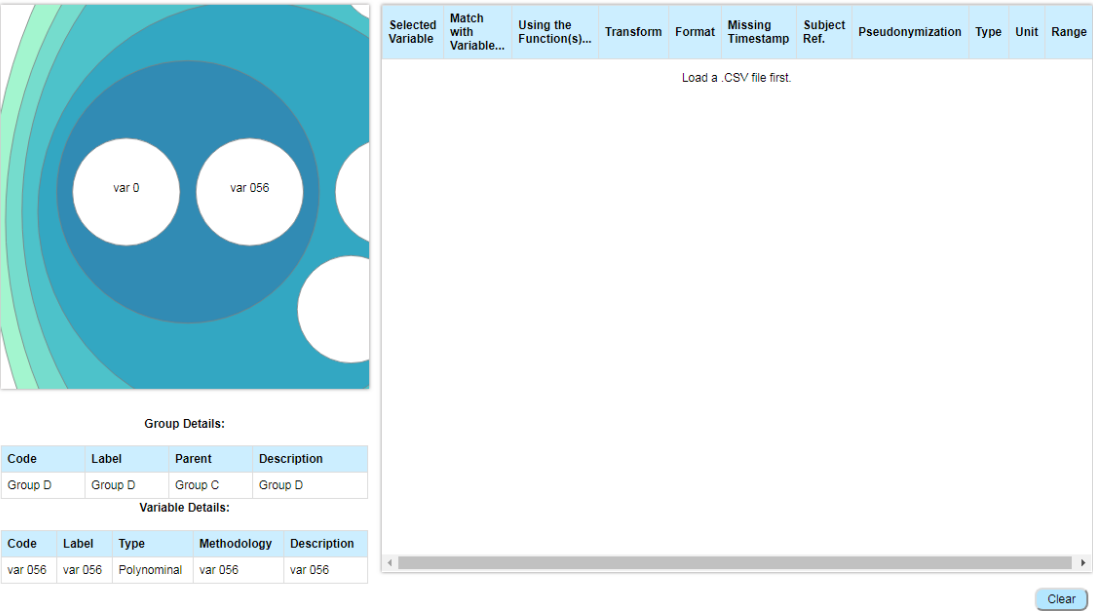 var 0
var 056
Group Details:
Code Label Parent Description
Group D Group D Group C Group D
Variable Details:
Code Label Type Methodology Description
var 056 var 056 Polynominal var 056 var 056
Selected Variable Match with Variable... Using the Function(s)... Transform Format Missing Timestamp Subject Ref. Pseudonymization Type Unit Range
Load a .CSV file first.
Clear